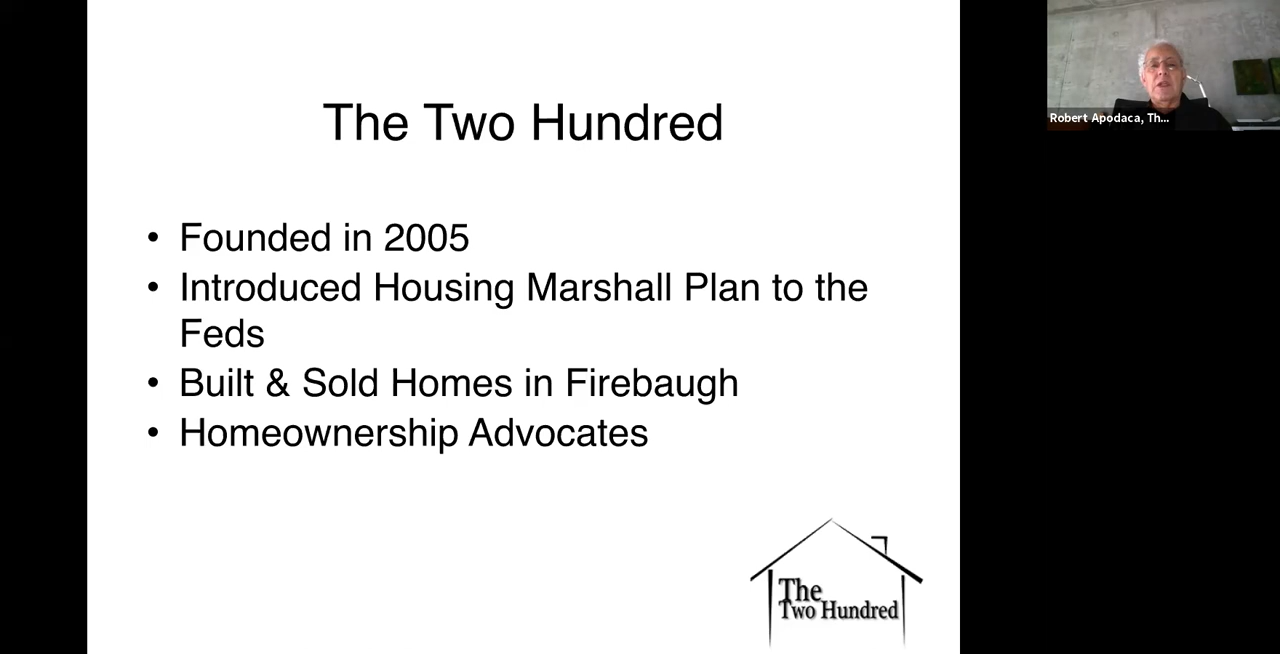 The Two Hundred
• Founded in 2005
• Introduced Housing Marshall Plan to the
Feds
• Built & Sold Homes in Firebaugh
• Homeownership Advocates
The
Two Hundred
Robert Apodaca, Th...